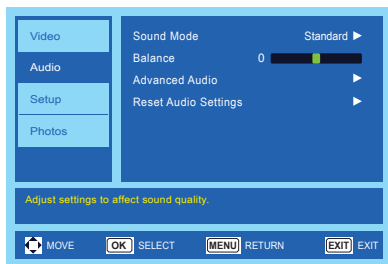 Video
Audio
Setup
Photos
Sound Mode Standard
Balance 0
Advanced Audio
Reset Audio Settings
Adjust settings to affect sound quality.
MOVE OK SELECT MENU RETURN EXIT EXIT